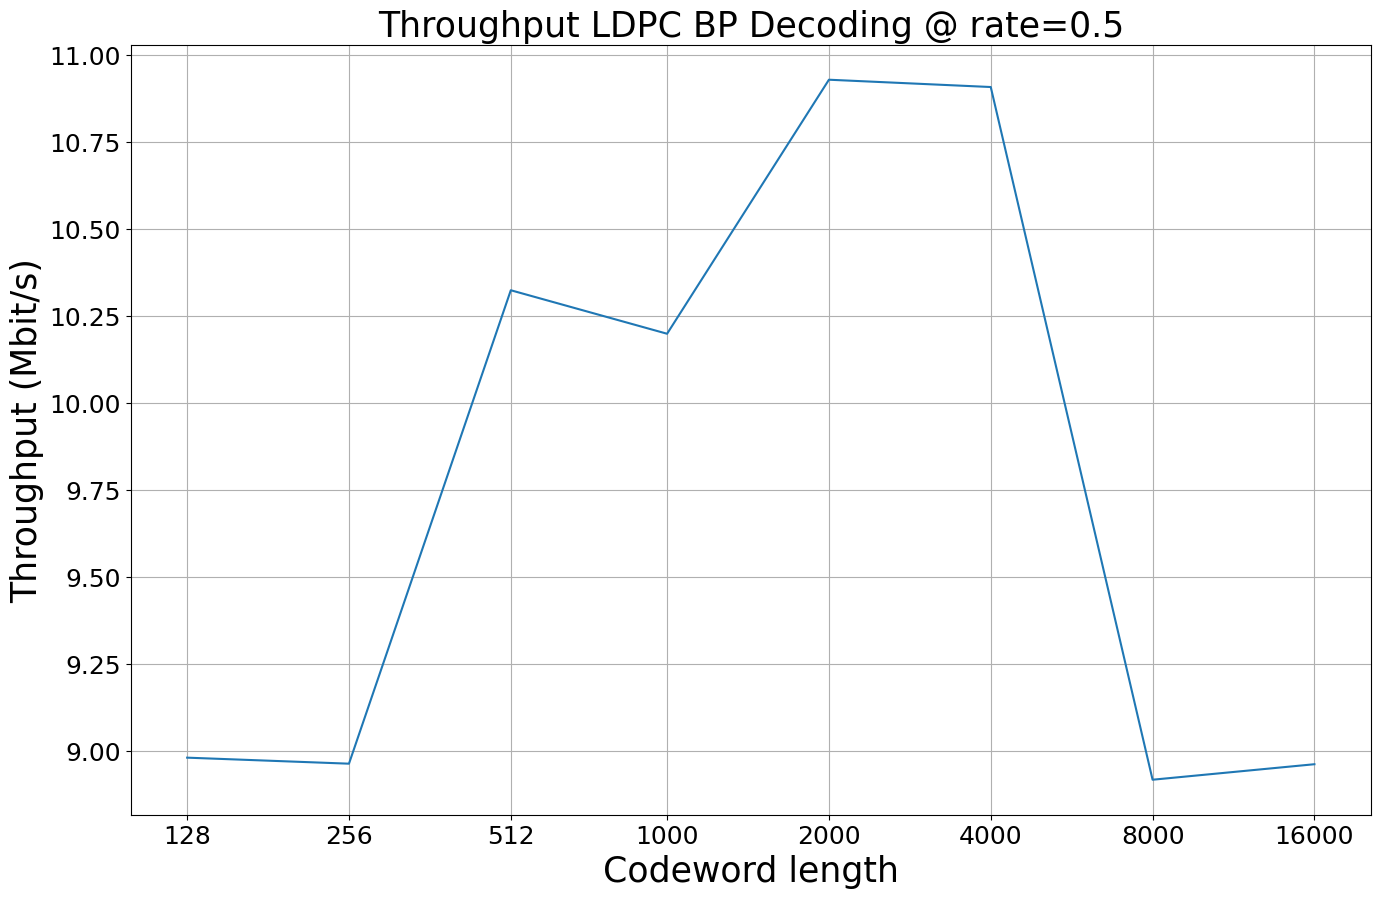 Throughput LDPC BP Decoding @ rate=0.5
11.00
10.75
10.50
10.25
10.00
9.75
9.50
9.25
9.00
Throughput (Mbit/s)
128 256 512 1000 2000 4000 8000 16000
Codeword length